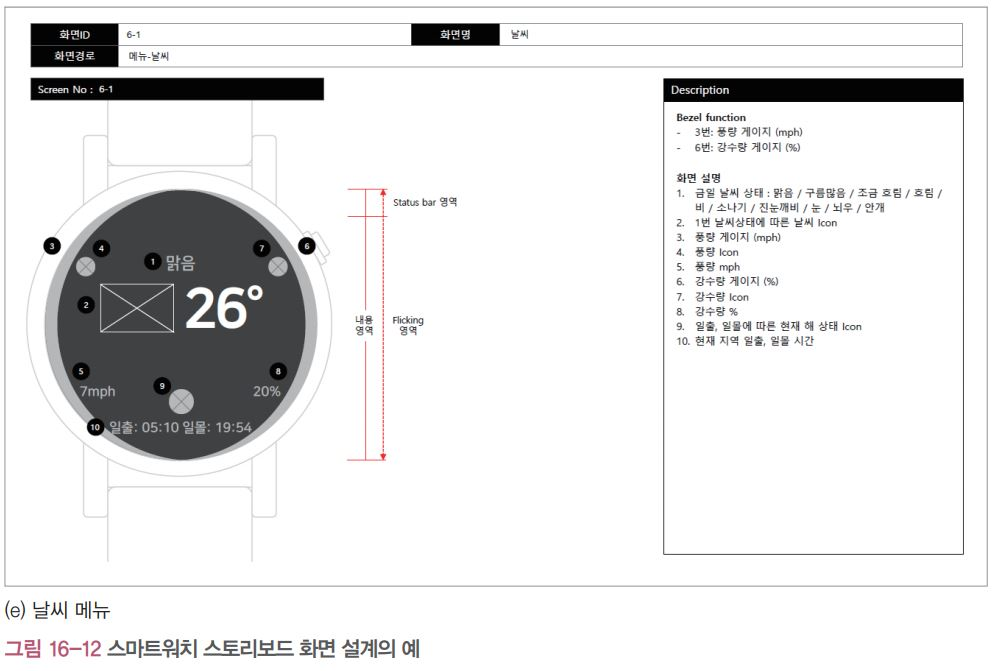 화면ID 6-1 화면명 날씨
화면경로 메뉴-날씨
Screen No : 6-1
3
4
1 맑음
7
6
2
26°
5
7mph
9
8
20%
10 일출: 05:10 일몰: 19:54
Status bar 영역
내용
영역
Flicking
영역
Description
Bezel function
- 3번: 풍량 게이지 (mph)
- 6번: 강수량 게이지 (%)
화면 설명
1. 금일 날씨 상태 : 맑음 / 구름많음 / 조금 흐림 / 흐림 /
비 / 소나기 / 진눈깨비 / 눈 / 뇌우 / 안개
2. 1번 날씨상태에 따른 날씨 Icon
3. 풍량 게이지 (mph)
4. 풍량 Icon
5. 풍량 mph
6. 강수량 게이지 (%)
7. 강수량 Icon
8. 강수량 %
9. 일출, 일몰에 따른 현재 해 상태 Icon
10. 현재 지역 일출, 일몰 시간
(e) 날씨 메뉴
그림 16-12 스마트워치 스토리보드 화면 설계의 예